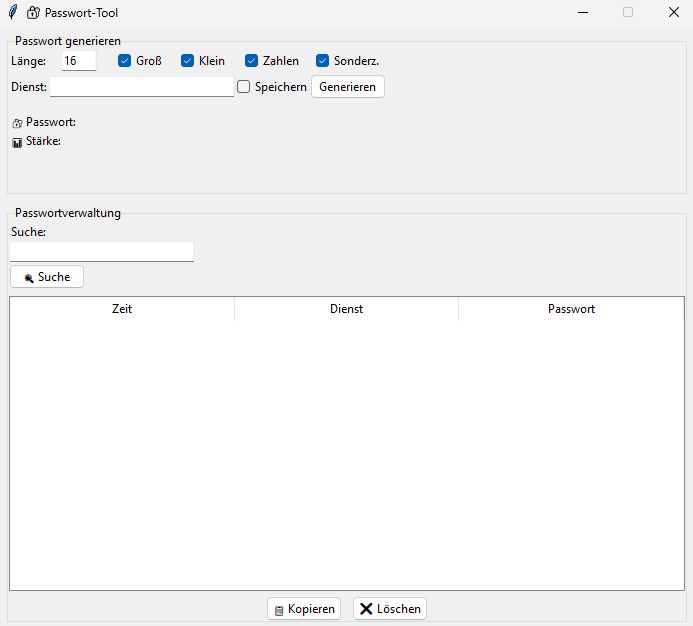 Passwort-Tool
Passwort generieren
Länge: 16 Groß Klein Zahlen Sonderz.
Dienst: Speichern Generieren
Passwort:
Stärke:
Passwortverwaltung
Suche:
Suche
Zeit Dienst Passwort
Kopieren Löschen